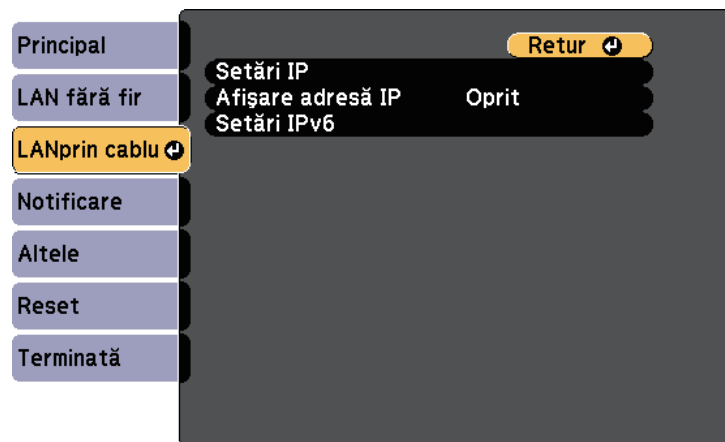 Principal
LAN fără fir
LANprin cablu
Notificare
Altele
Reset
Terminată
Retur
Setări IP
Afişare adresă IP Oprit
Setări IPv6